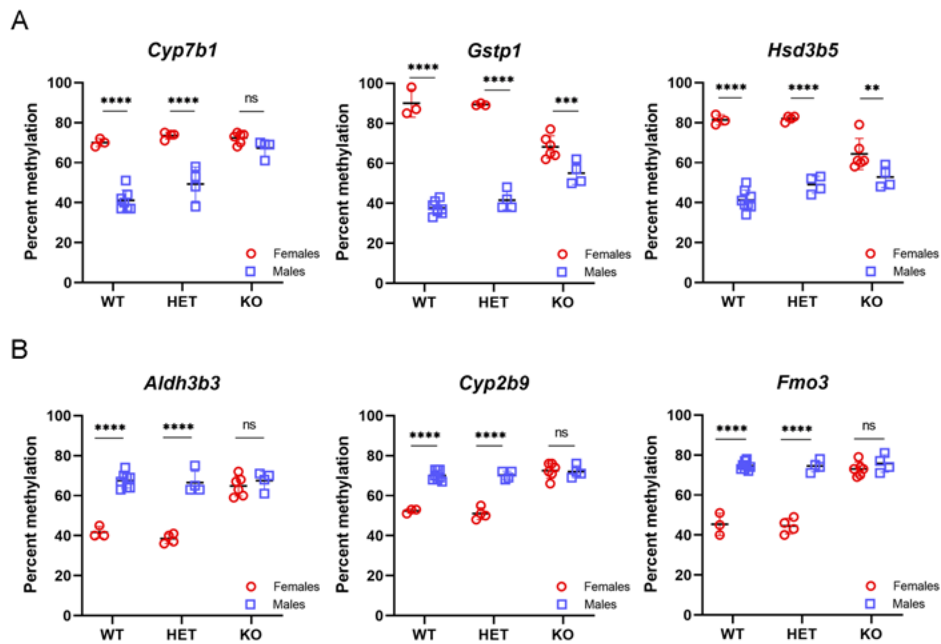 A
Cyp7b1
Percent methylation
100
80
60
40
20
0
**** **** ns
Females
Males
WT HET KO
Gstp1
Percent methylation
100
80
60
40
20
0
**** **** ***
Females
Males
WT HET KO
Hsd3b5
Percent methylation
100
80
60
40
20
0
**** **** **
Females
Males
WT HET KO
B
Aldh3b3
Percent methylation
100
80
60
40
20
0
**** **** ns
Females
Males
WT HET KO
Cyp2b9
Percent methylation
100
80
60
40
20
0
**** **** ns
Females
Males
WT HET KO
Fmo3
Percent methylation
100
80
60
40
20
0
**** **** ns
Females
Males
WT HET KO